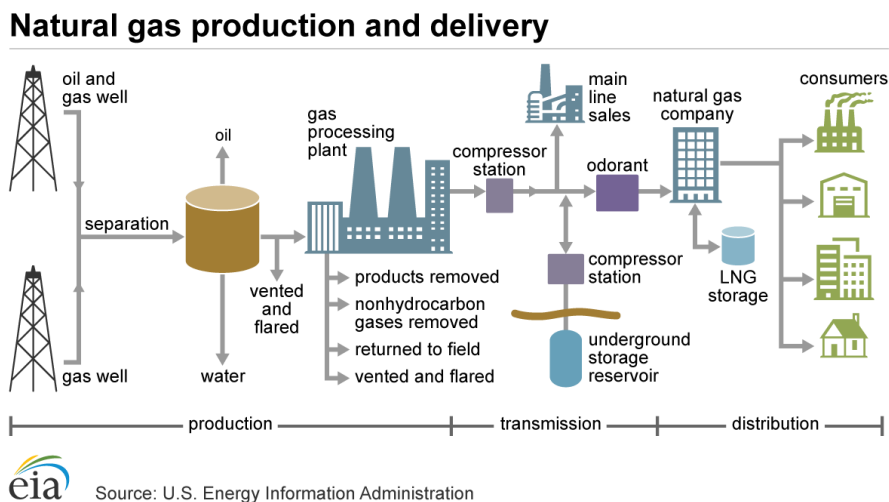 Natural gas production and delivery
oil and
gas well
oil
gas
processing
plant
compressor
station
main
line
sales
odorant
natural gas
company
consumers
separation
vented
and
flared
products removed
nonhydrocarbon
gases removed
returned to field
vented and flared
compressor
station
LNG
storage
underground
storage
reservoir
gas well
water
production
transmission
distribution
eia
Source: U.S. Energy Information Administration